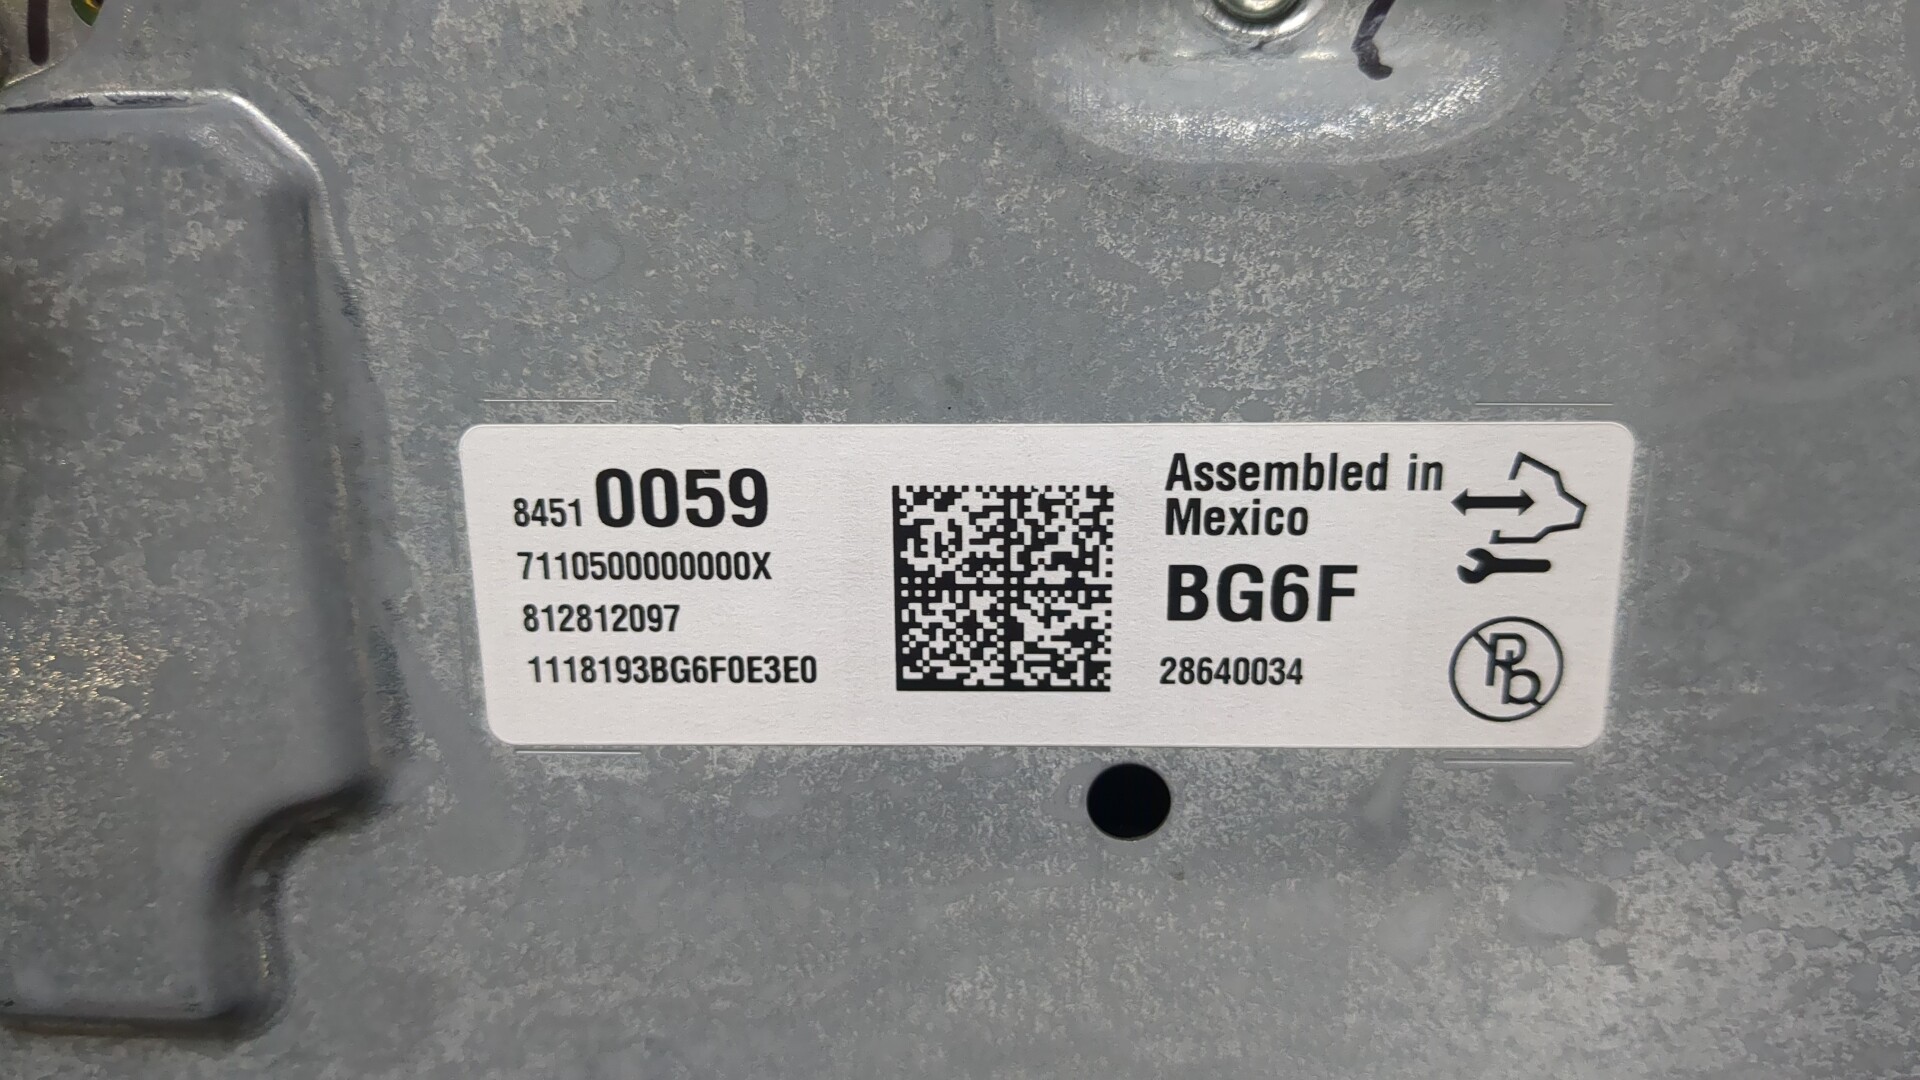 8451 0059
7110500000000X
812812097
1118193BG6F0E3E0
Assembled in
Mexico
BG6F
28640034
Pb